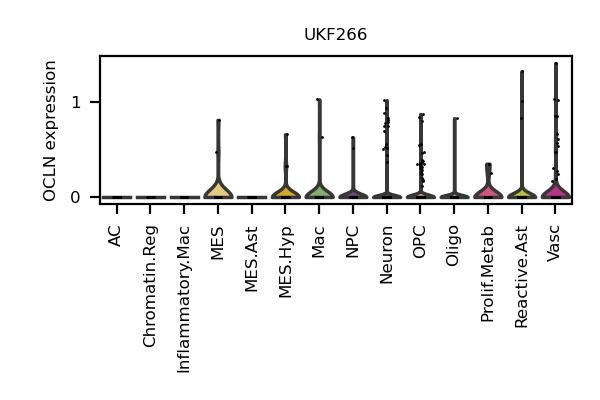 UKF266
OCLN expression
1
0
AC
Chromatin.Reg
Inflammatory.Mac
MES
MES.Ast
MES.Hyp
Mac
NPC
Neuron
OPC
Oligo
Prolif.Metab
Reactive.Ast
Vasc